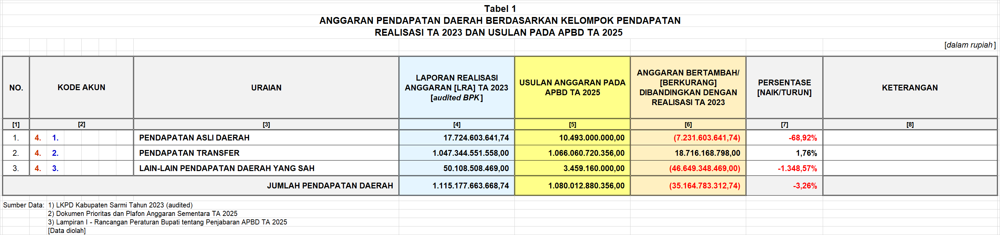 Tabel 1
ANGGARAN PENDAPATAN DAERAH BERDASARKAN KELOMPOK PENDAPATAN
REALISASI TA 2023 DAN USULAN PADA APBD TA 2025
[dalam rupiah]
NO.
KODE AKUN
URAIAN
LAPORAN REALISASI
ANGGARAN [LRA] TA 2023
[audited BPK]
USULAN ANGGARAN PADA
APBD TA 2025
ANGGARAN BERTAMBAH/
[BERKURANG]
DIBANDINGKAN DENGAN
REALISASI TA 2023
PERSENTASE
[NAIK/TURUN]
KETERANGAN
[1] [2] [3] [4] [5] [6] [7] [8]
1. 4. 1. PENDAPATAN ASLI DAERAH 17.724.603.641,74 10.493.000.000,00 (7.231.603.641,74) -68,92%
2. 4. 2. PENDAPATAN TRANSFER 1.047.344.551.558,00 1.066.060.720.356,00 18.716.168.798,00 1,76%
3. 4. 3. LAIN-LAIN PENDAPATAN DAERAH YANG SAH 50.108.508.469,00 3.459.160.000,00 (46.649.348.469,00) -1.348,57%
JUMLAH PENDAPATAN DAERAH 1.115.177.663.668,74 1.080.012.880.356,00 (35.164.783.312,74) -3,26%
Sumber Data: 1) LKPD Kabupaten Sarmi Tahun 2023 (audited)
2) Dokumen Prioritas dan Plafon Anggaran Sementara TA 2025
3) Lampiran I - Rancangan Peraturan Bupati tentang Penjabaran APBD TA 2025
[Data diolah]